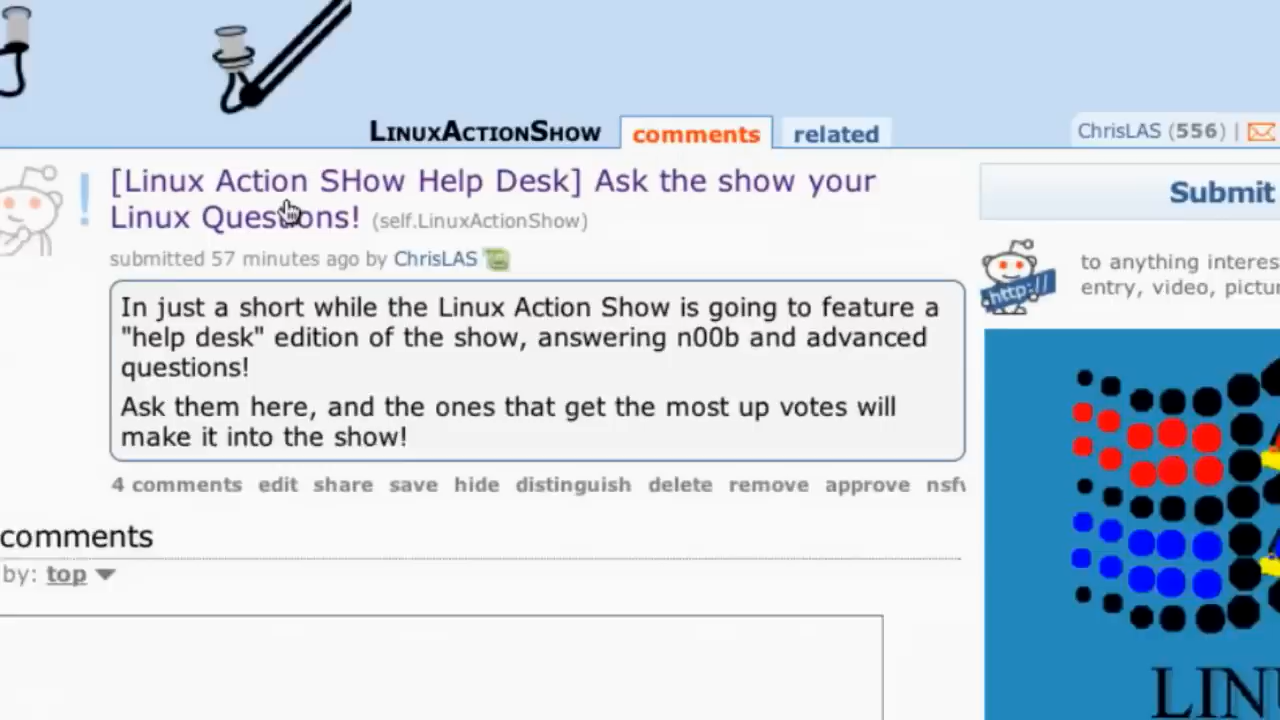 LINUXACTIONSHOW comments related
ChrisLAS (556) |
[Linux Action SHow Help Desk] Ask the show your
Linux Questions! (self.LinuxActionShow)
submitted 57 minutes ago by ChrisLAS
In just a short while the Linux Action Show is going to feature a
"help desk" edition of the show, answering n00b and advanced
questions!
Ask them here, and the ones that get the most up votes will
make it into the show!
4 comments edit share save hide distinguish delete remove approve
comments
by: top
Submit
http://
to anything
entry, video,